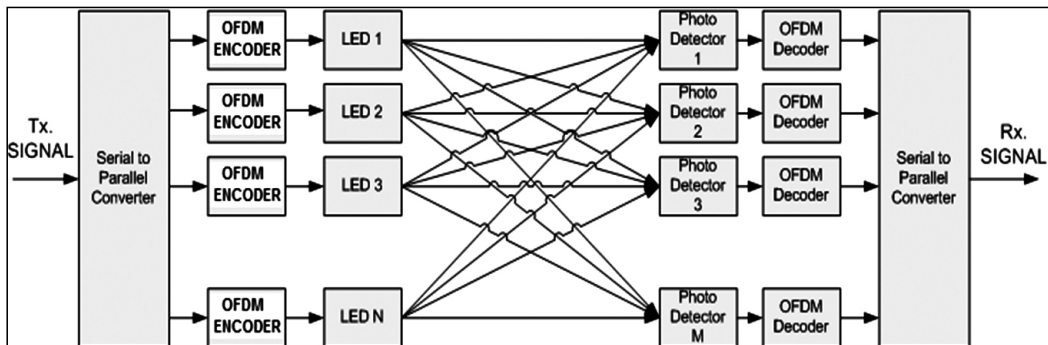 Tx.
SIGNAL
Serial to
Parallel
Converter
OFDM
ENCODER
LED 1
Photo
Detector
1
OFDM
Decoder
OFDM
ENCODER
LED 2
Photo
Detector
2
OFDM
Decoder
OFDM
ENCODER
LED 3
Photo
Detector
3
OFDM
Decoder
OFDM
ENCODER
LED N
Photo
Detector
M
OFDM
Decoder
Serial to
Parallel
Converter
Rx.
SIGNAL